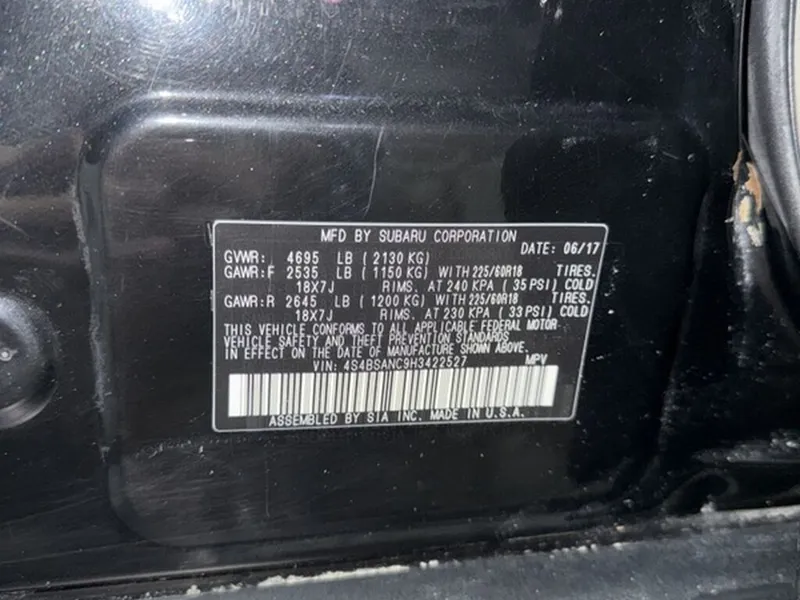 MFD BY SUBARU CORPORATION
DATE: 06/17
GVWR: 4695 LB ( 2130 KG)
GAWR:F 2535 LB ( 1150 KG) WITH 225/60R18 TIRES.
18X7J RIMS. AT 240 KPA ( 35 PSI) COLD
GAWR:R 2645 LB ( 1200 KG) WITH 225/60R18 TIRES.
18X7J RIMS. AT 230 KPA ( 33 PSI) COLD
THIS VEHICLE CONFORMS TO ALL APPLICABLE FEDERAL MOTOR
VEHICLE SAFETY AND THEFT PREVENTION STANDARDS
IN EFFECT ON THE DATE OF MANUFACTURE SHOWN ABOVE.
VIN: 4S4BSANC9H3422527 MPV
ASSEMBLED BY SIA INC. MADE IN U.S.A.